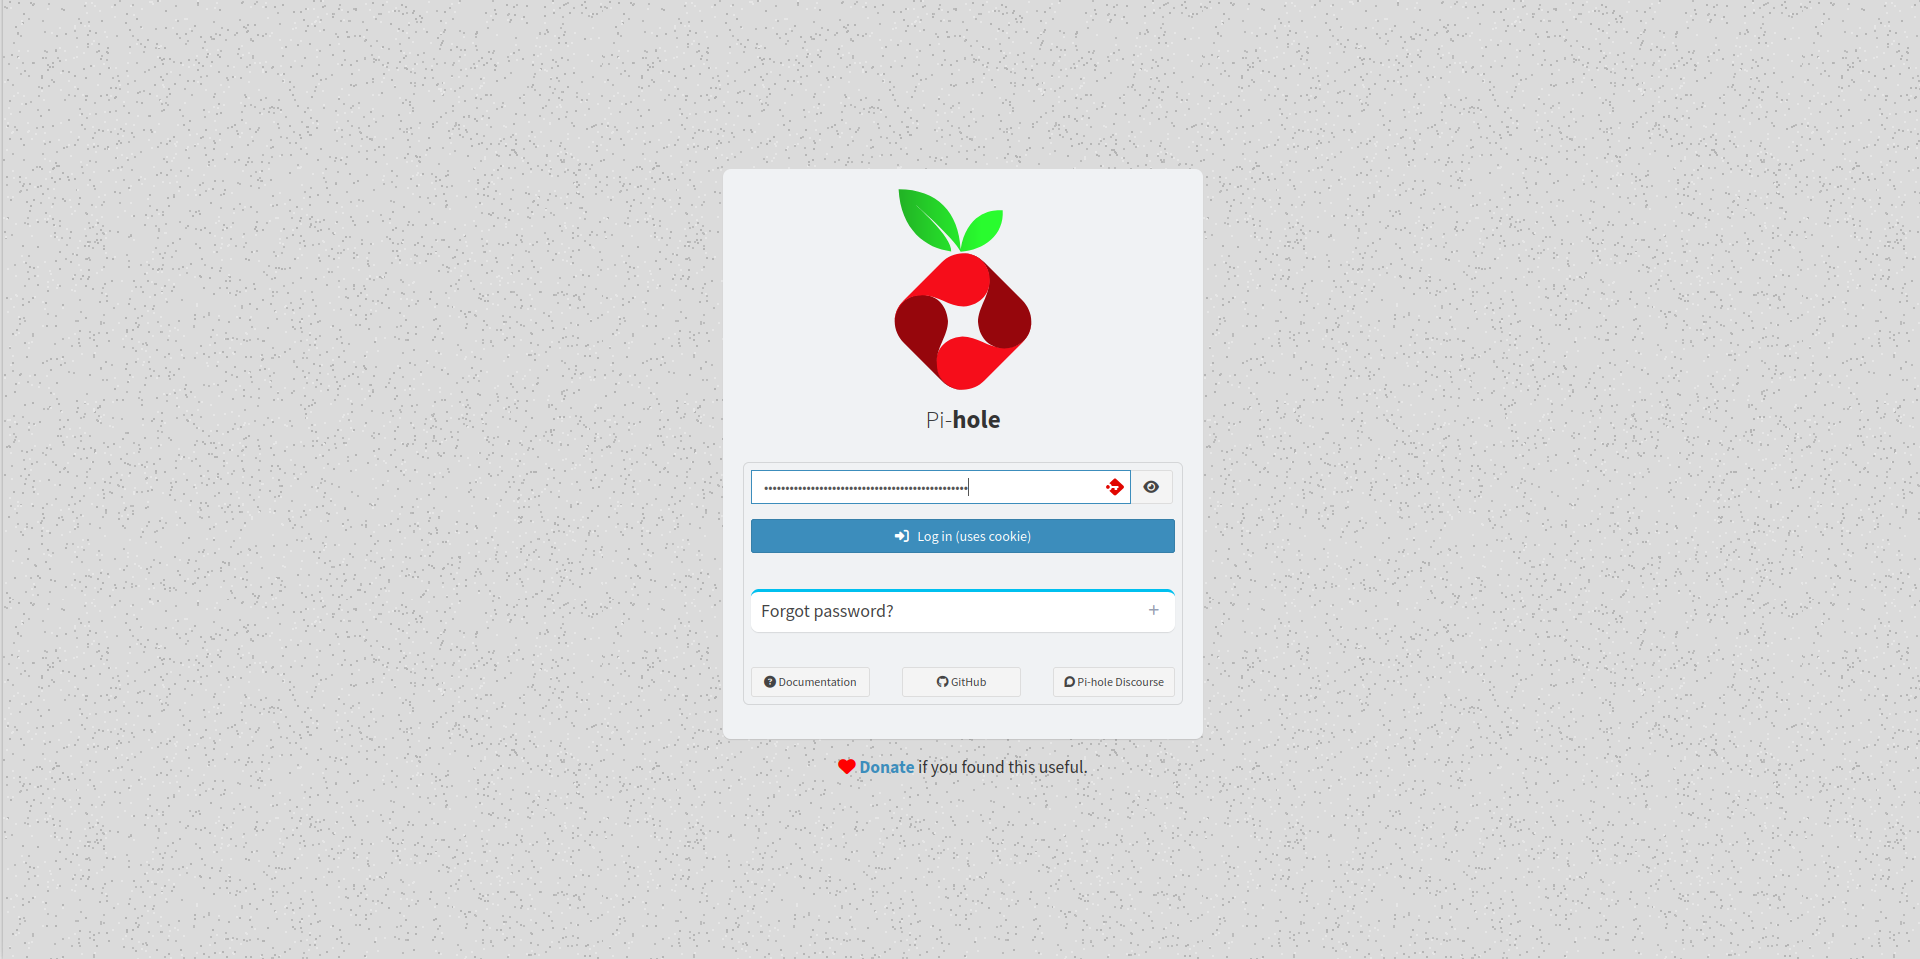 Pi-hole
Log in (uses cookie)
Forgot password?
Documentation
GitHub
Pi-hole Discourse
Donate if you found this useful.